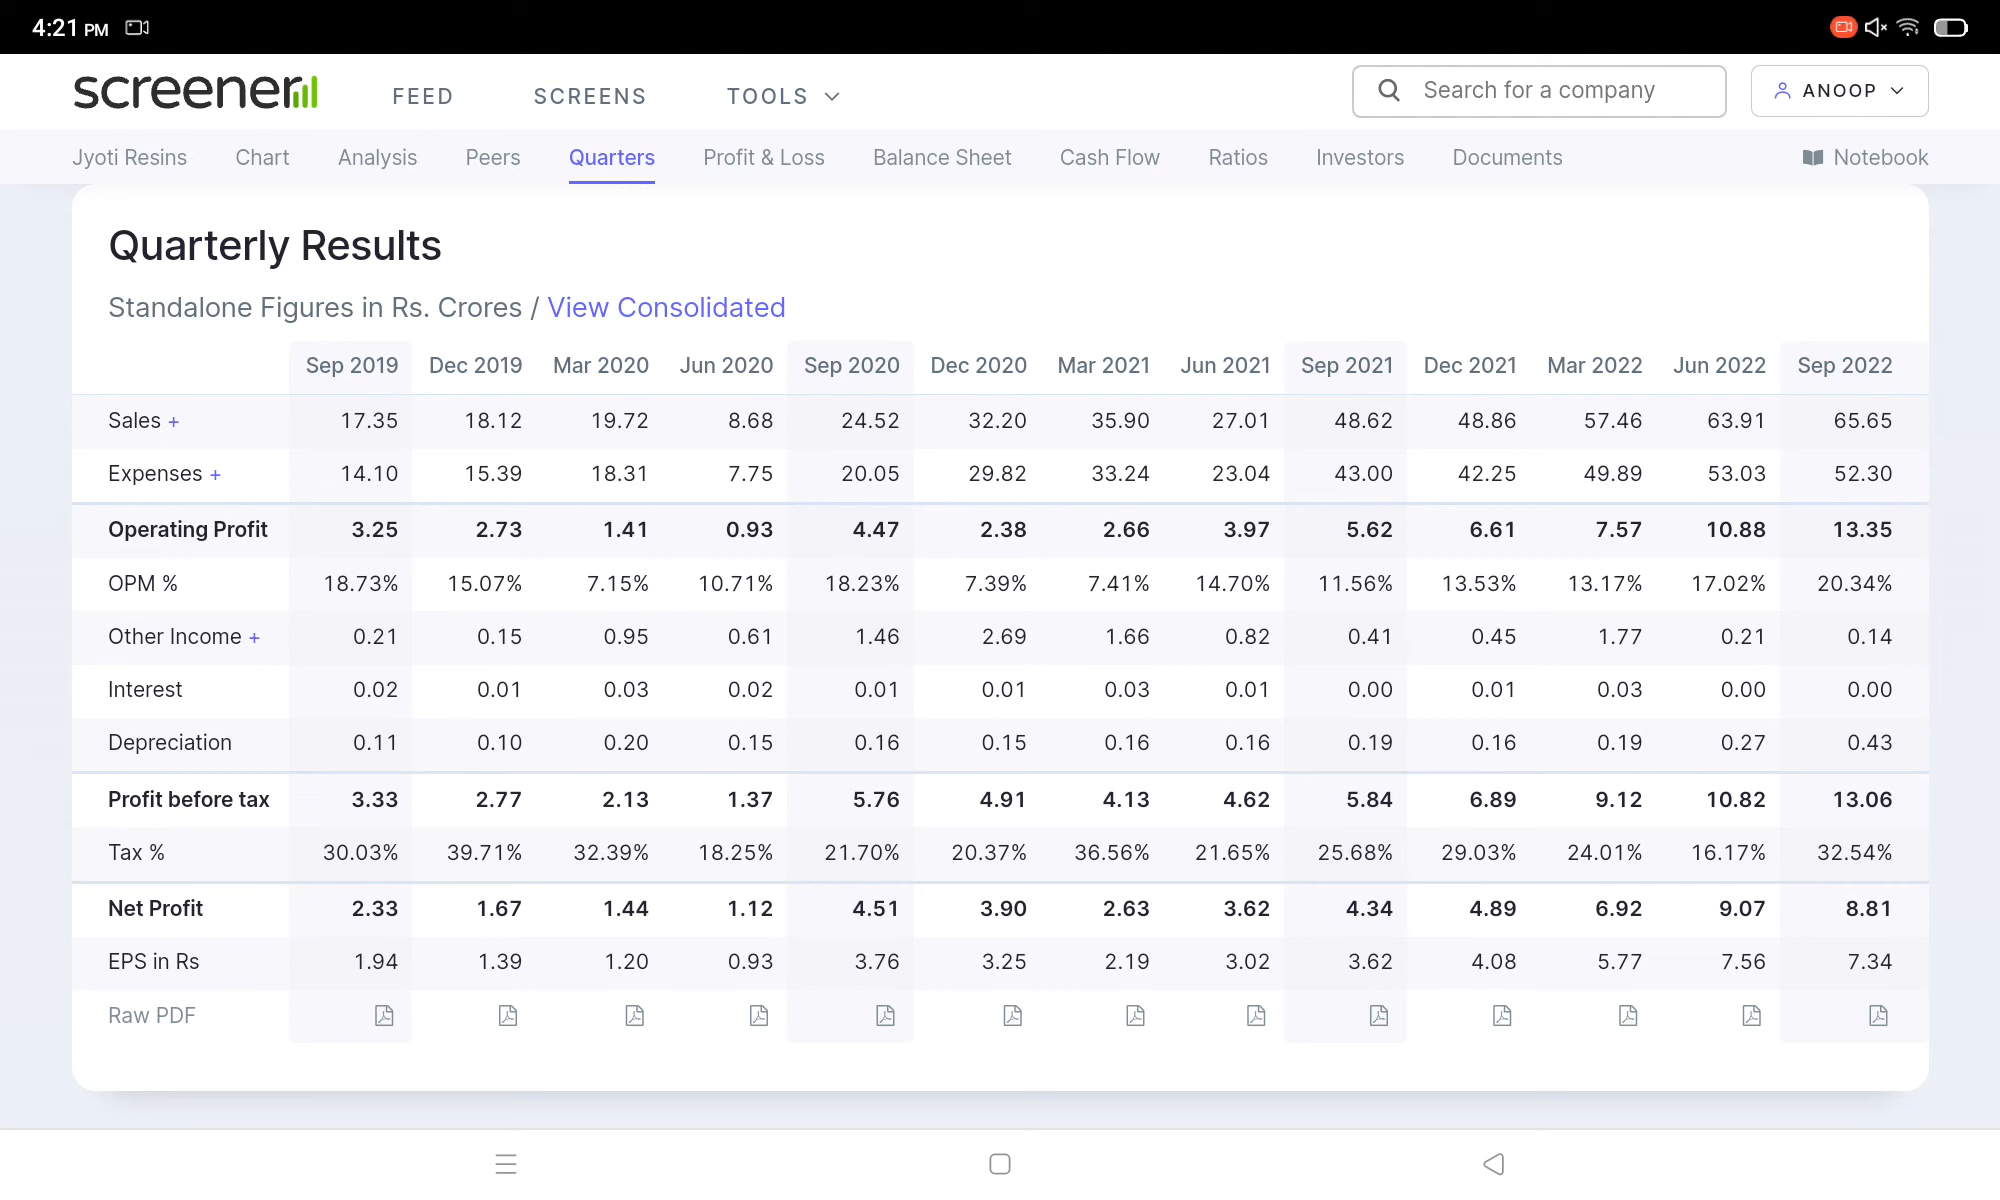 4:21 PM
screener
FEED SCREENS TOOLS
Search for a company
ANOOP
Jyoti Resins Chart Analysis Peers Quarters Profit & Loss Balance Sheet Cash Flow Ratios Investors Documents Notebook
Quarterly Results
Standalone Figures in Rs. Crores / View Consolidated
Sep 2019 Dec 2019 Mar 2020 Jun 2020 Sep 2020 Dec 2020 Mar 2021 Jun 2021 Sep 2021 Dec 2021 Mar 2022 Jun 2022 Sep 2022
Sales + 17.35 18.12 19.72 8.68 24.52 32.20 35.90 27.01 48.62 48.86 57.46 63.91 65.65
Expenses + 14.10 15.39 18.31 7.75 20.05 29.82 33.24 23.04 43.00 42.25 49.89 53.03 52.30
Operating Profit 3.25 2.73 1.41 0.93 4.47 2.38 2.66 3.97 5.62 6.61 7.57 10.88 13.35
OPM % 18.73% 15.07% 7.15% 10.71% 18.23% 7.39% 7.41% 14.70% 11.56% 13.53% 13.17% 17.02% 20.34%
Other Income + 0.21 0.15 0.95 0.61 1.46 2.69 1.66 0.82 0.41 0.45 1.77 0.21 0.14
Interest 0.02 0.01 0.03 0.02 0.01 0.01 0.03 0.01 0.00 0.01 0.03 0.00 0.00
Depreciation 0.11 0.10 0.20 0.15 0.16 0.15 0.16 0.16 0.19 0.16 0.19 0.27 0.43
Profit before tax 3.33 2.77 2.13 1.37 5.76 4.91 4.13 4.62 5.84 6.89 9.12 10.82 13.06
Tax % 30.03% 39.71% 32.39% 18.25% 21.70% 20.37% 36.56% 21.65% 25.68% 29.03% 24.01% 16.17% 32.54%
Net Profit 2.33 1.67 1.44 1.12 4.51 3.90 2.63 3.62 4.34 4.89 6.92 9.07 8.81
EPS in Rs 1.94 1.39 1.20 0.93 3.76 3.25 2.19 3.02 3.62 4.08 5.77 7.56 7.34
Raw PDF